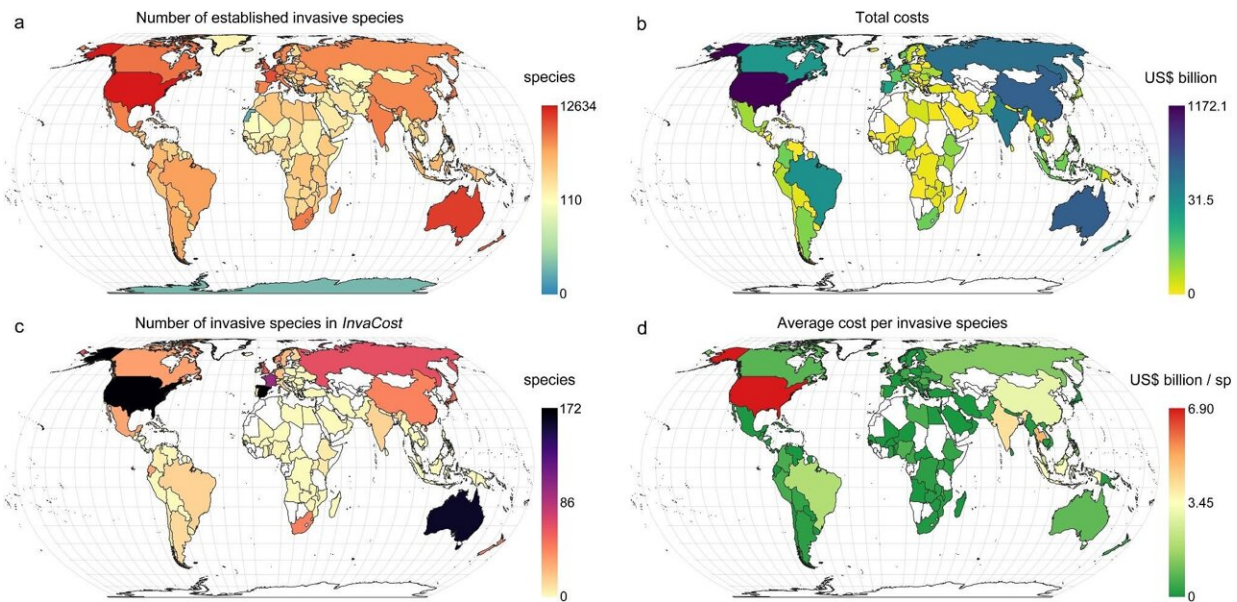 a
Number of established invasive species
species
12634
110
0
b
Total costs
US$ billion
1172.1
31.5
0
c
Number of invasive species in InvaCost
species
172
86
0
d
Average cost per invasive species
US$ billion / sp
6.90
3.45
0